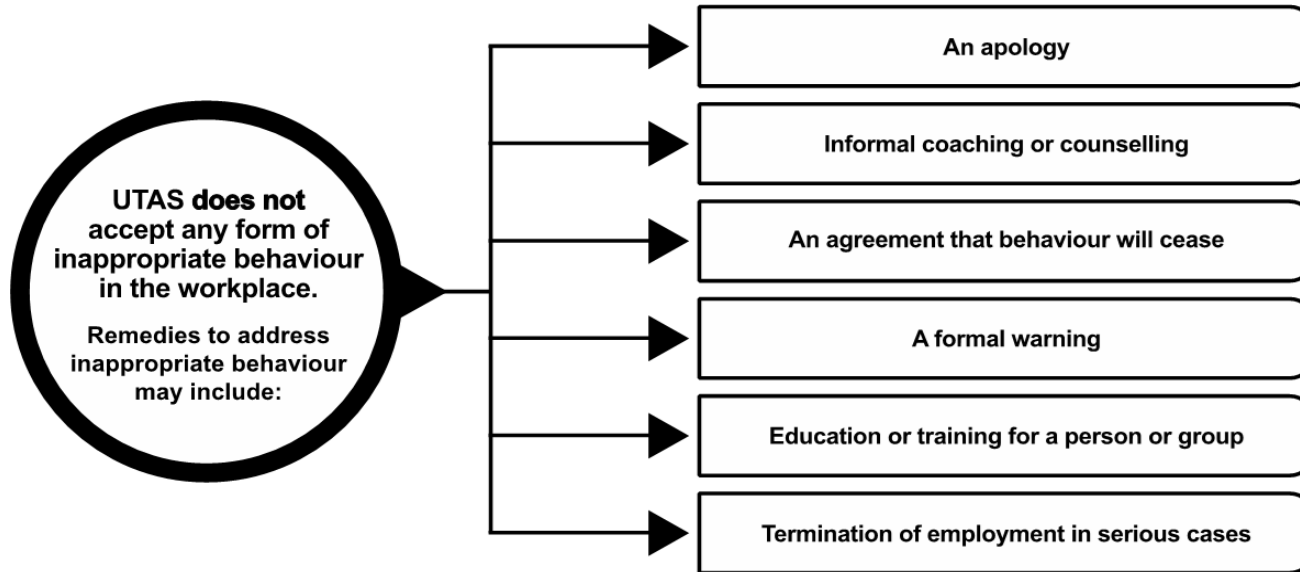 UTAS does not
accept any form of
inappropriate behaviour
in the workplace.
Remedies to address
inappropriate behaviour
may include:
An apology
Informal coaching or counselling
An agreement that behaviour will cease
A formal warning
Education or training for a person or group
Termination of employment in serious cases